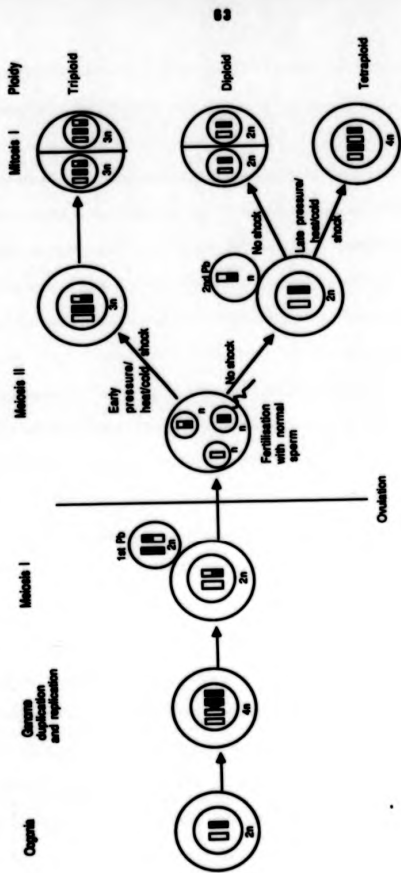 63
Oogonia
Genome
duplication
and replication
Meiosis I
Meiosis II
Mitosis I
Ploidy
2n
4n
1st Pb
2n
2n
Ovulation
n
n
n
Fertilisation
with normal
sperm
Early
pressure/
heat/cold shock
3n
3n
3n
Triploid
No shock
2nd Pb
n
2n
No shock
2n
2n
Diploid
Late pressure/
heat/cold
shock
4n
Tetraploid